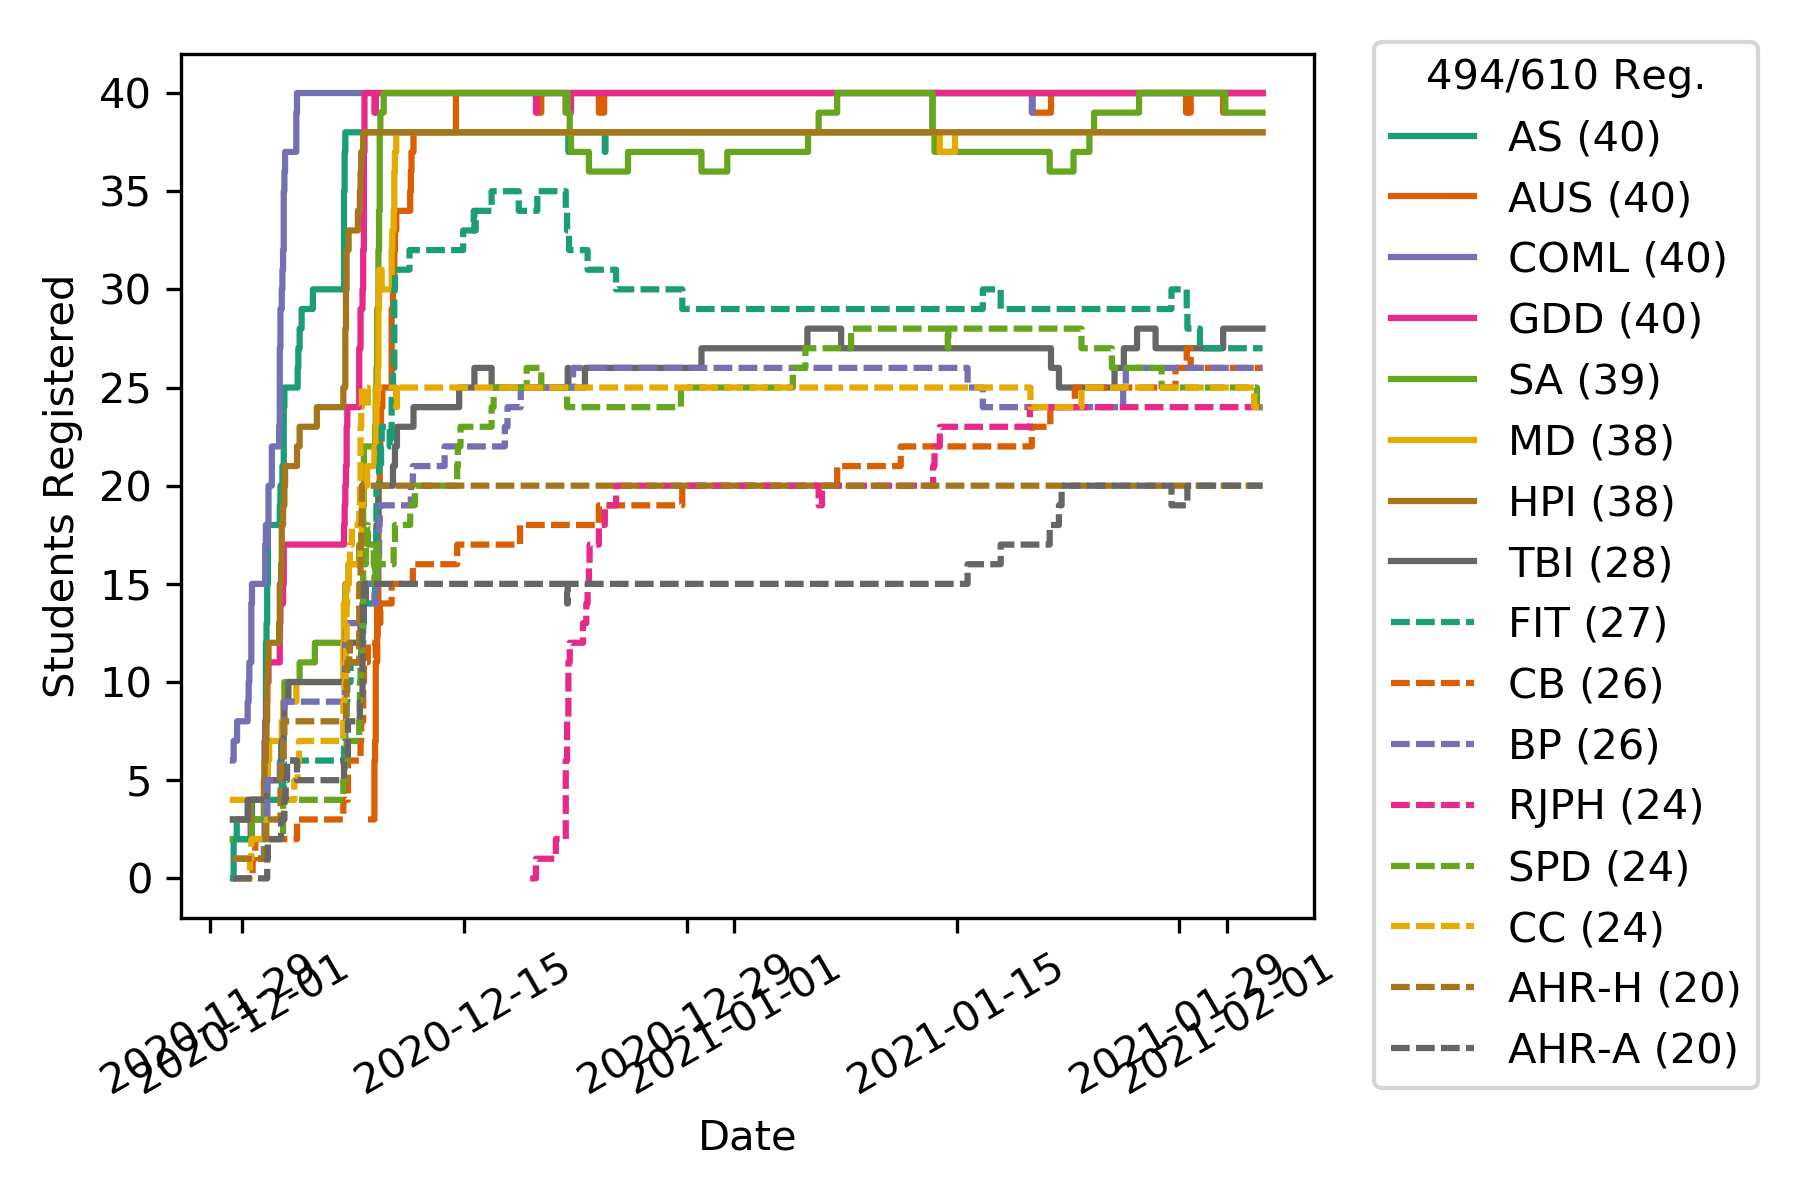 494/610 Reg.
AS (40)
AUS (40)
COML (40)
GDD (40)
SA (39)
MD (38)
HPI (38)
TBI (28)
FIT (27)
CB (26)
BP (26)
RJPH (24)
SPD (24)
CC (24)
AHR-H (20)
AHR-A (20)
Students Registered
40
35
30
25
20
15
10
5
0
2020-11-29
2020-12-01
2020-12-15
2020-12-29
2021-01-01
2021-01-15
2021-01-29
2021-02-01
Date